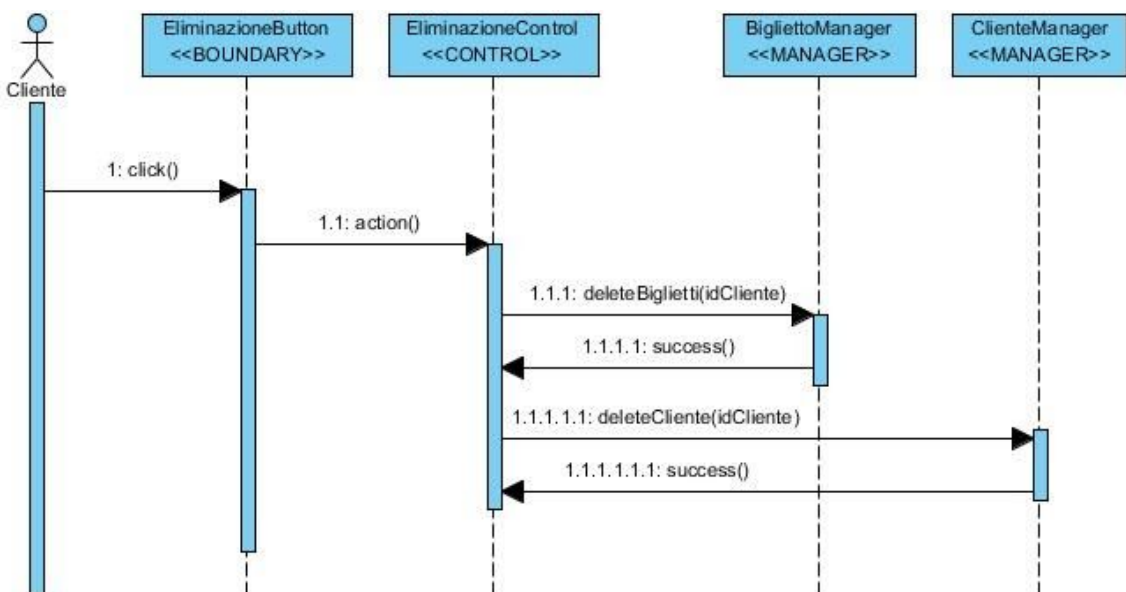 EliminazioneButton
<<BOUNDARY>>
EliminazioneControl
<<CONTROL>>
BigliettoManager
<<MANAGER>>
ClienteManager
<<MANAGER>>
Cliente
1: click()
1.1: action()
1.1.1: deleteBiglietti(idCliente)
1.1.1.1: success()
1.1.1.1.1: deleteCliente(idCliente)
1.1.1.1.1.1: success()